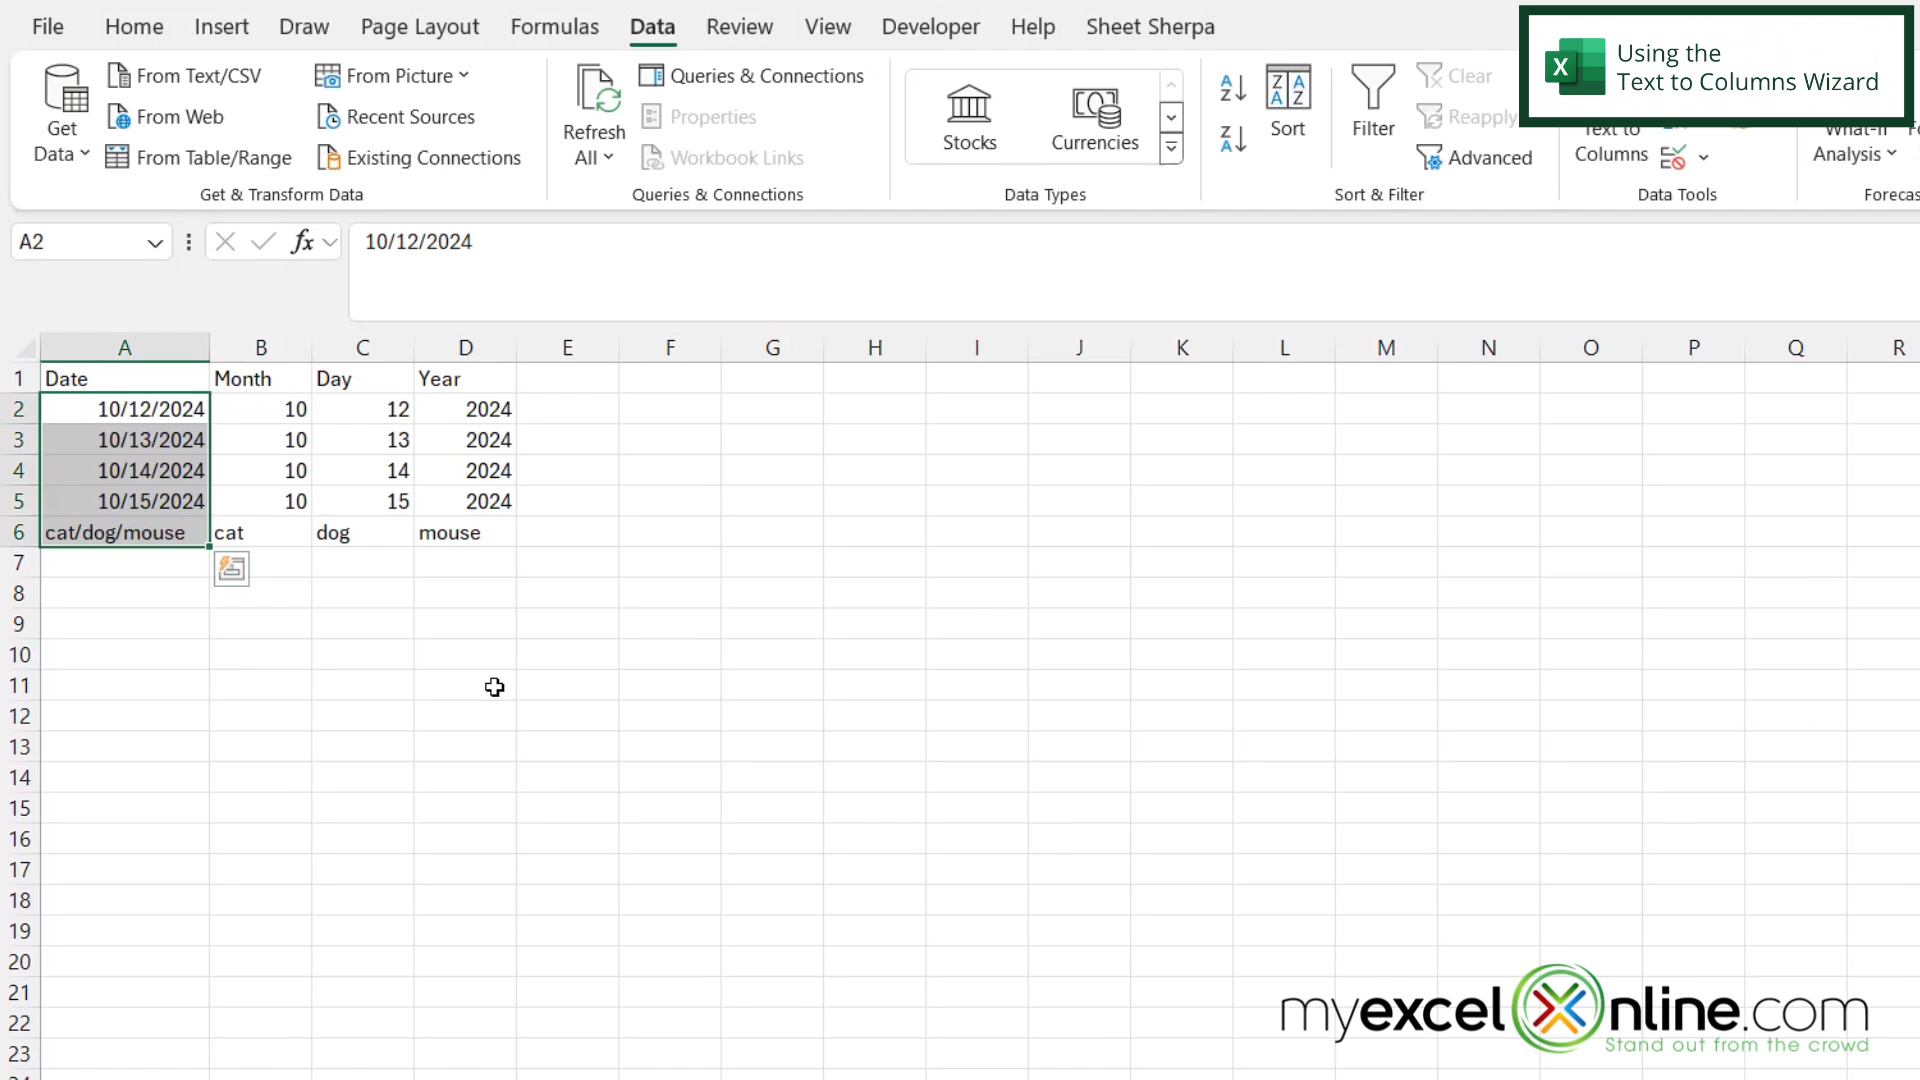 File Home Insert Draw Page Layout Formulas Data Review View Developer Help Sheet Sherpa
Using the
Text to Columns Wizard
X
Get
Data
From Text/CSV
From Web
From Table/Range
From Picture
Recent Sources
Existing Connections
Get & Transform Data
Refresh
All
Queries & Connections
Properties
Workbook Links
Queries & Connections
Stocks
Currencies
Data Types
Sort
Filter
Clear
Reapply
Advanced
Sort & Filter
Text to
Columns
Data Tools
What-If
Analysis
A2
fx
10/12/2024
A B C D E F G H I J K L M N O P Q R
1 Date Month Day Year
2 10/12/2024 10 12 2024
3 10/13/2024 10 13 2024
4 10/14/2024 10 14 2024
5 10/15/2024 10 15 2024
6 cat/dog/mouse cat dog mouse
7
8
9
10
11
12
13
14
15
16
17
18
19
20
21
22
23
myexcelonline.com
Stand out from the crowd